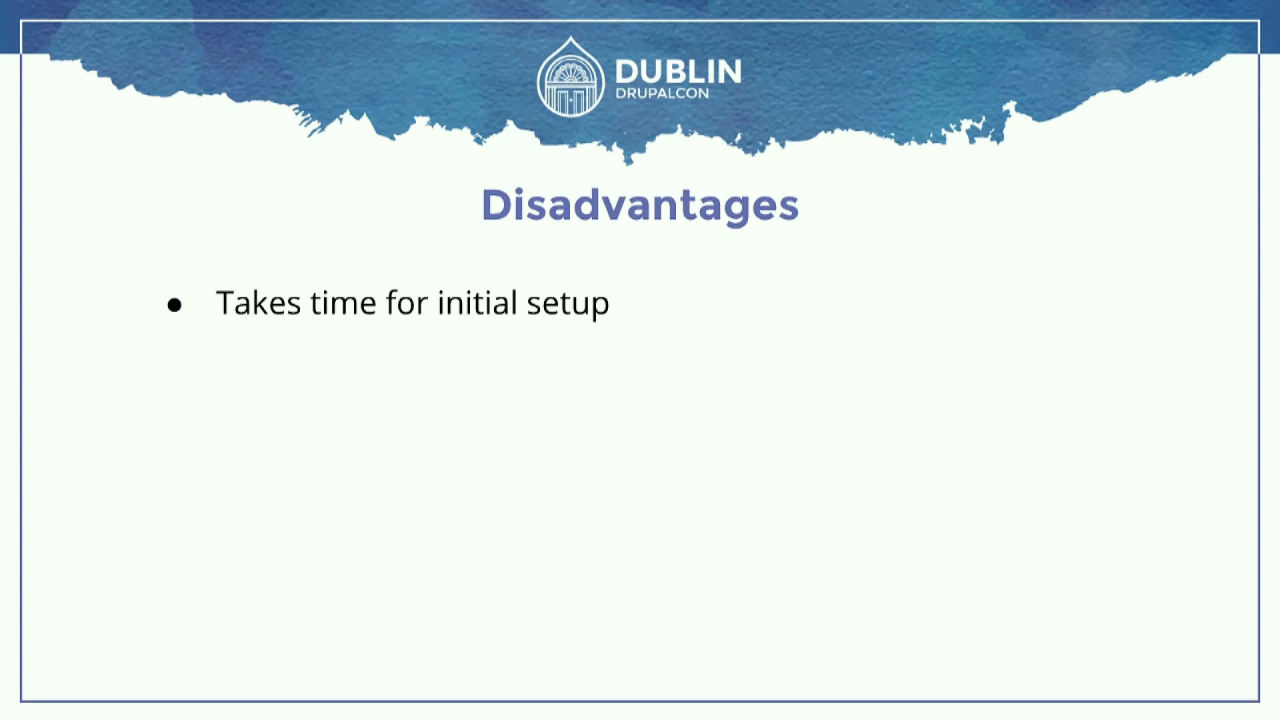 DUBLIN
DRUPALCON
Disadvantages
● Takes time for initial setup